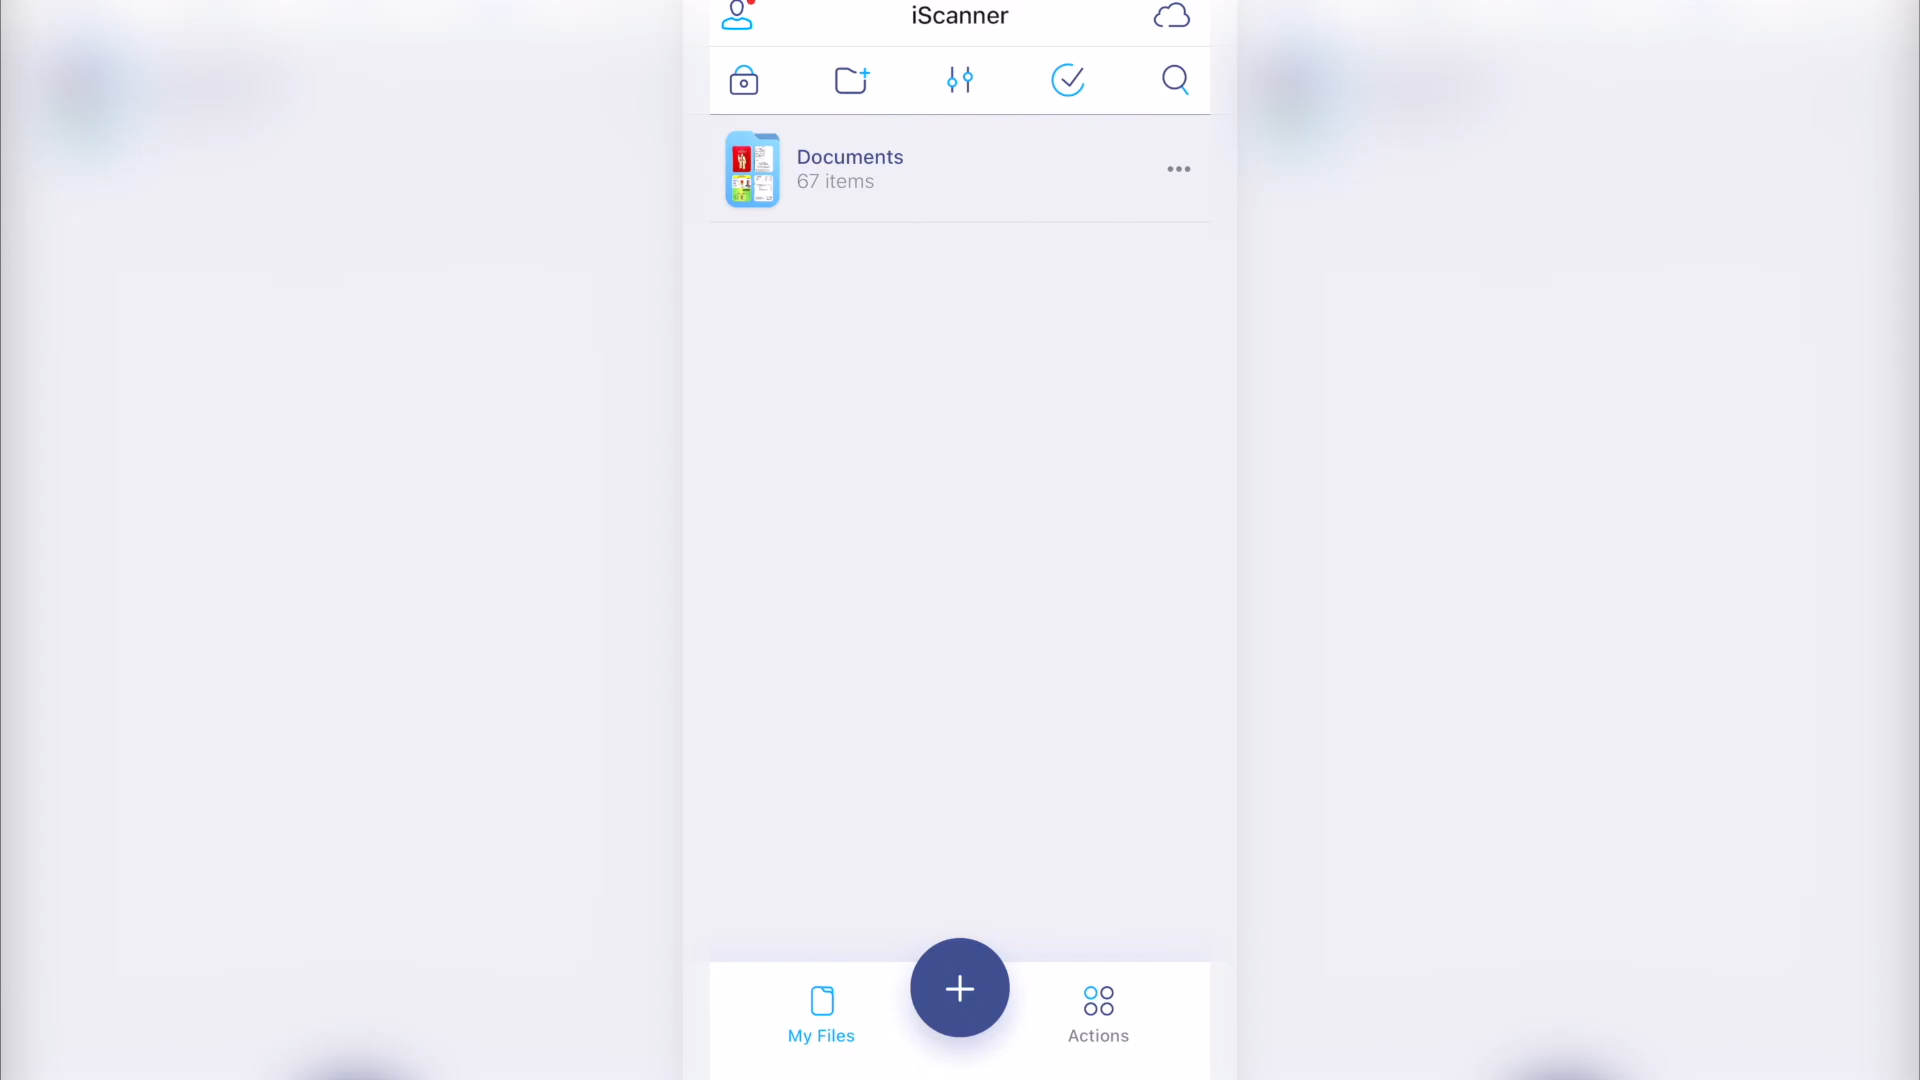 iScanner
Documents
67 items
My Files
Actions